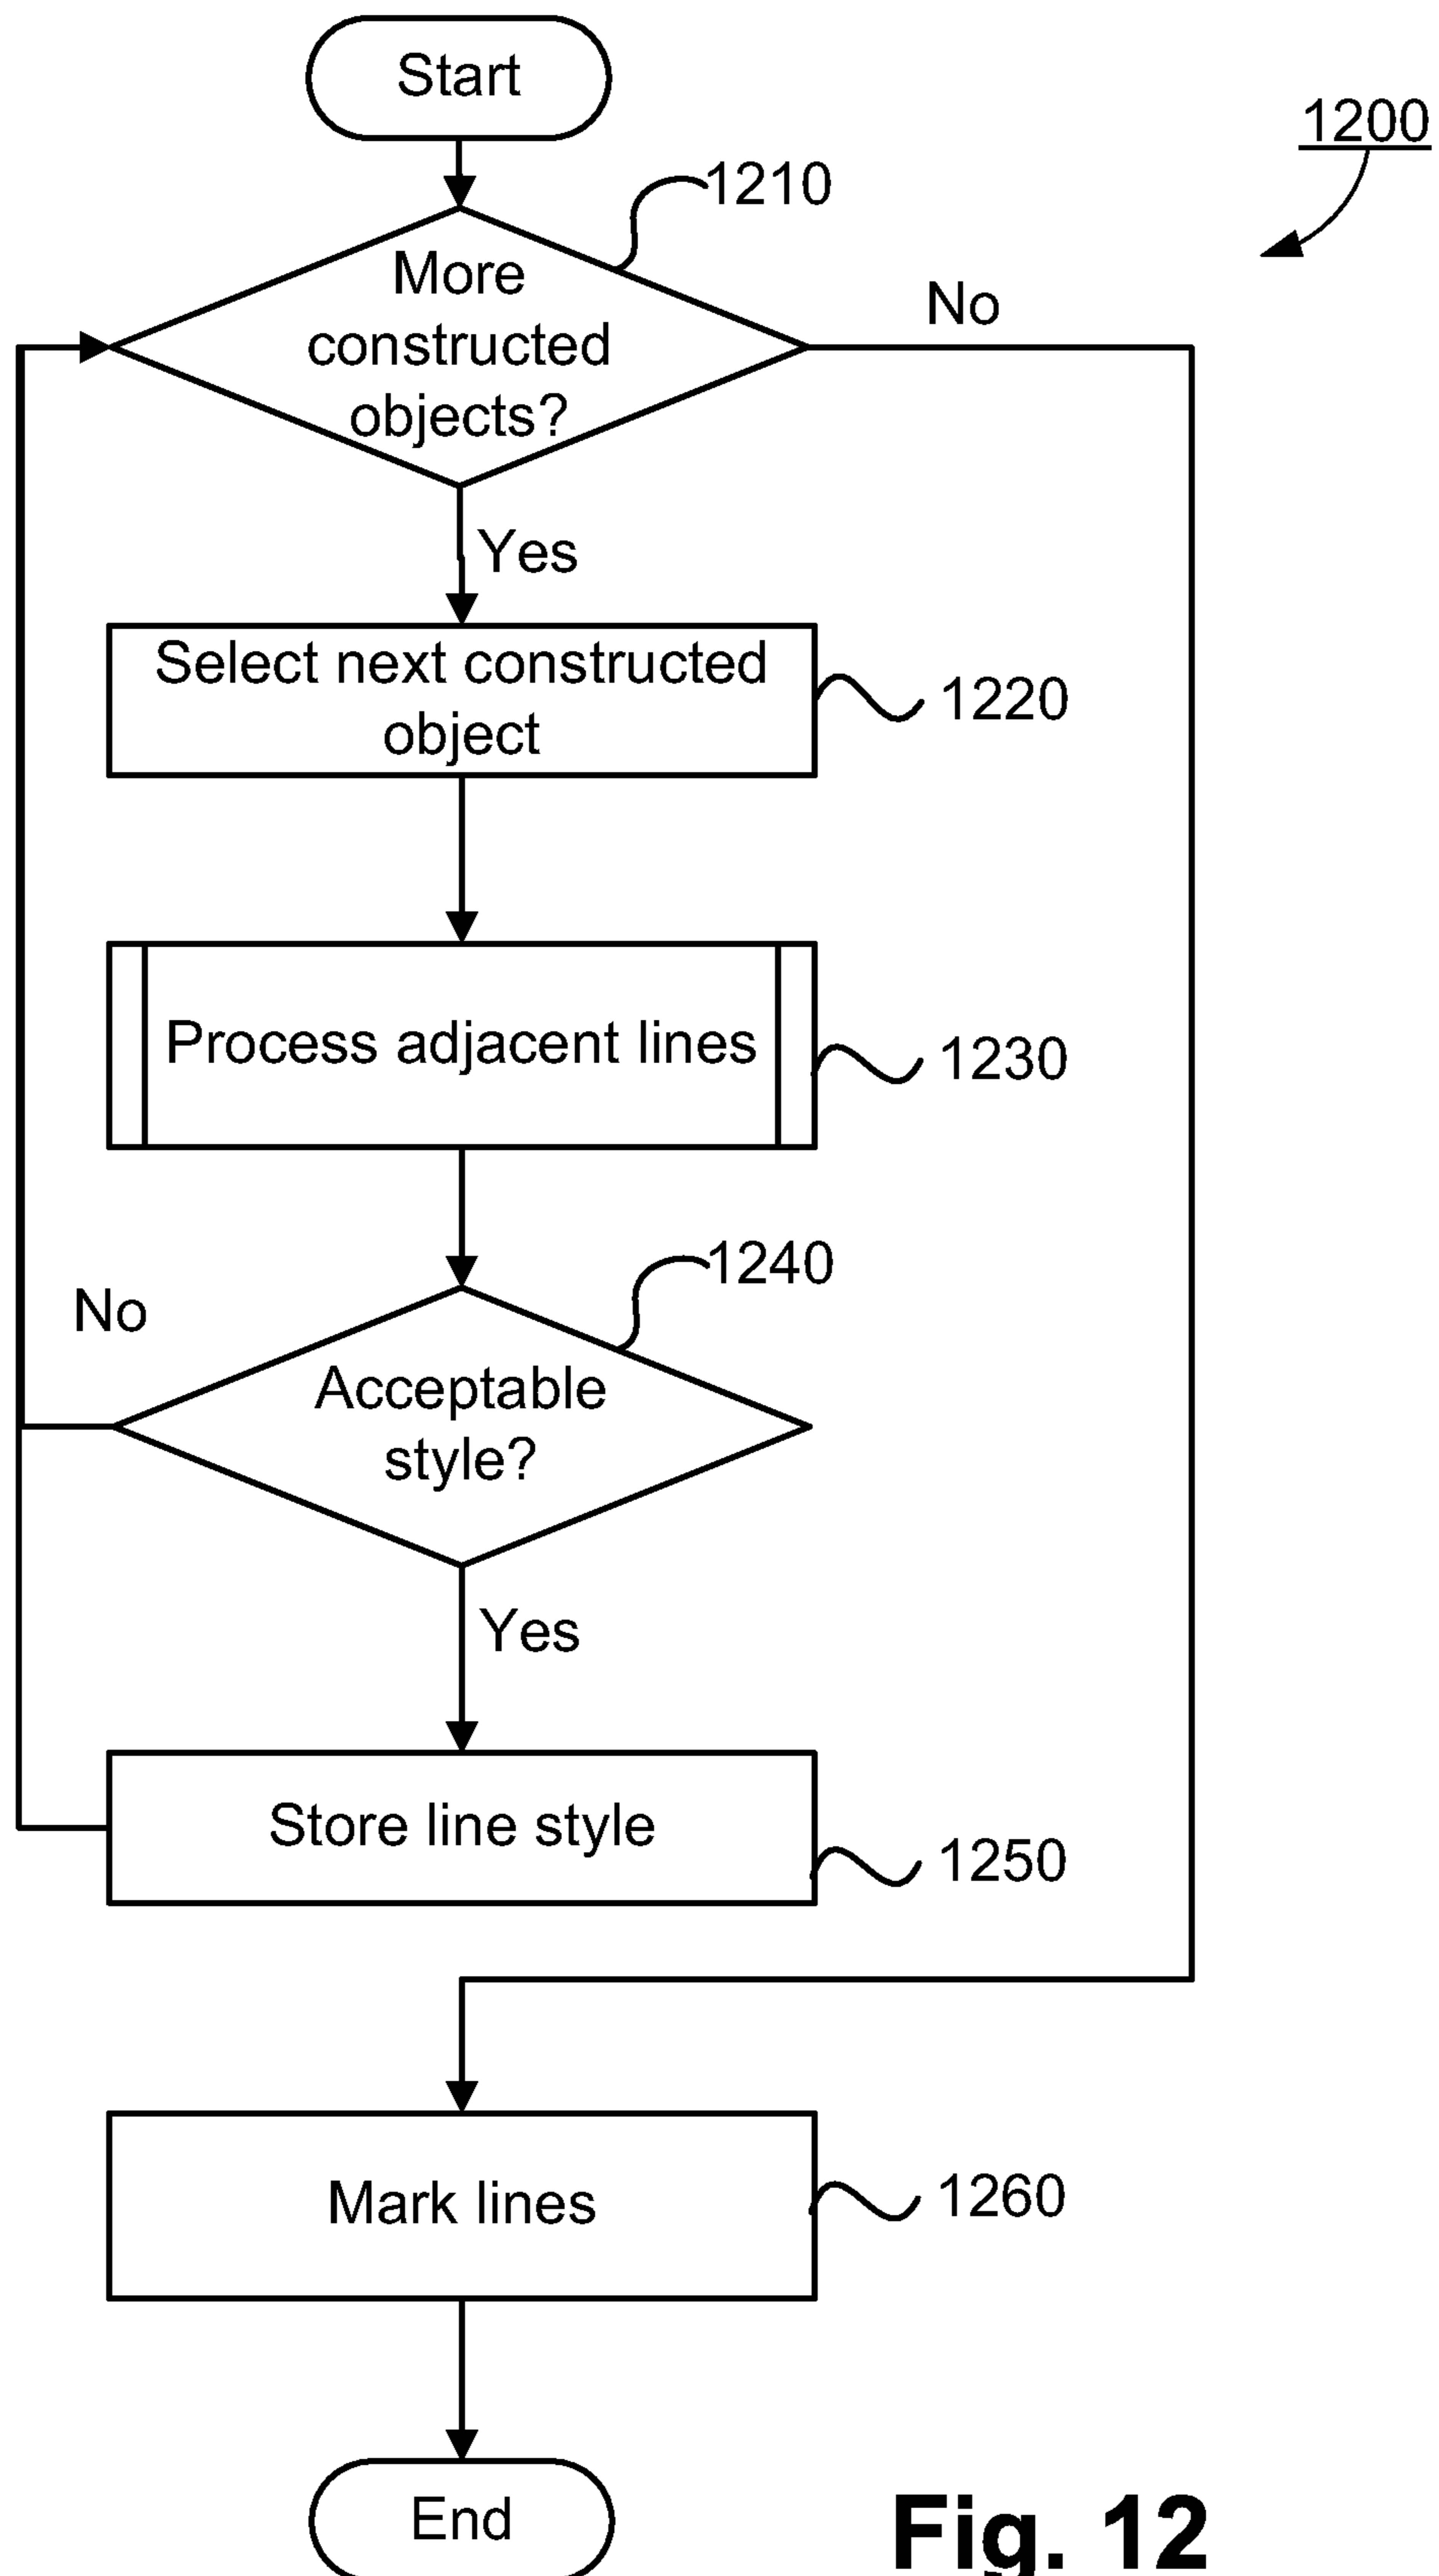 Start
1200
1210
More
constructed
objects?
No
Yes
Select next constructed
object
1220
Process adjacent lines
1230
1240
No
Acceptable
style?
Yes
Store line style
1250
Mark lines
1260
End
Fig. 12